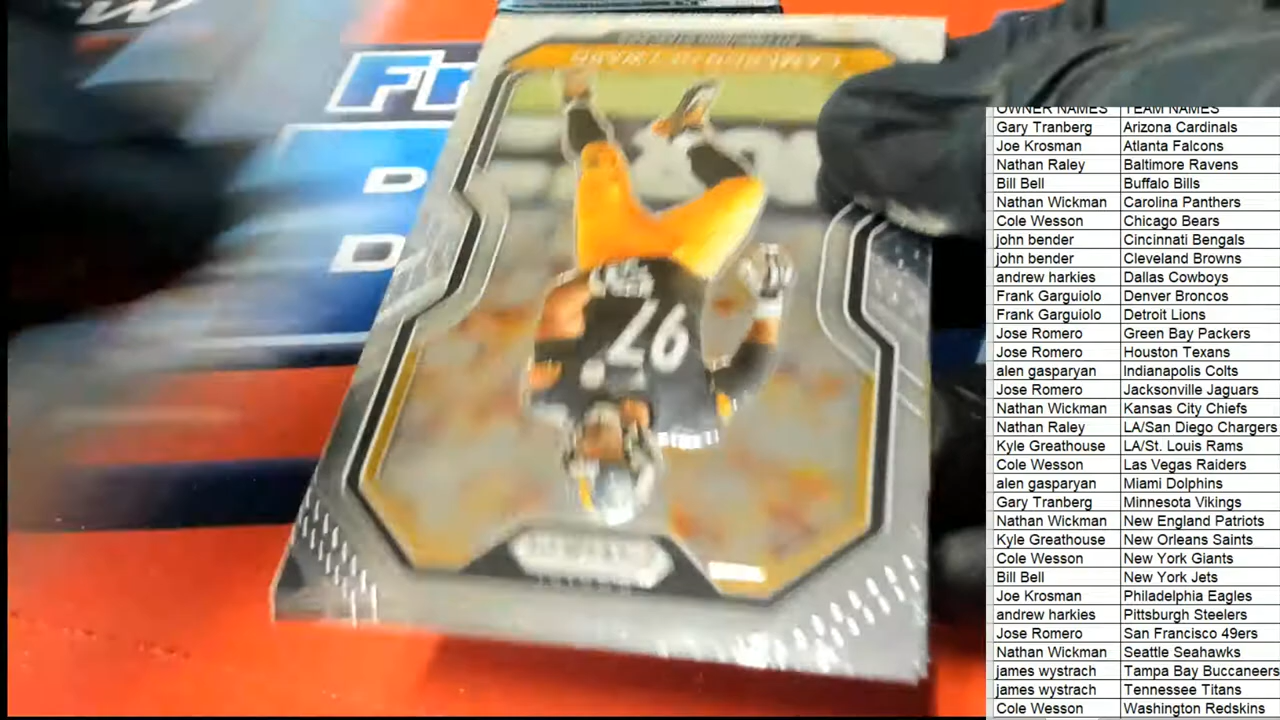 Fr
D
D
26
OWNER NAMES TEAM NAMES
Gary Tranberg Arizona Cardinals
Joe Krosman Atlanta Falcons
Nathan Raley Baltimore Ravens
Bill Bell Buffalo Bills
Nathan Wickman Carolina Panthers
Cole Wesson Chicago Bears
john bender Cincinnati Bengals
john bender Cleveland Browns
andrew harkies Dallas Cowboys
Frank Garguiolo Denver Broncos
Frank Garguiolo Detroit Lions
Jose Romero Green Bay Packers
Jose Romero Houston Texans
alen gasparyan Indianapolis Colts
Jose Romero Jacksonville Jaguars
Nathan Wickman Kansas City Chiefs
Nathan Raley LA/San Diego Chargers
Kyle Greathouse LA/St. Louis Rams
Cole Wesson Las Vegas Raiders
alen gasparyan Miami Dolphins
Gary Tranberg Minnesota Vikings
Nathan Wickman New England Patriots
Kyle Greathouse New Orleans Saints
Cole Wesson New York Giants
Bill Bell New York Jets
Joe Krosman Philadelphia Eagles
andrew harkies Pittsburgh Steelers
Jose Romero San Francisco 49ers
Nathan Wickman Seattle Seahawks
james wystrach Tampa Bay Buccaneers
james wystrach Tennessee Titans
Cole Wesson Washington Redskins